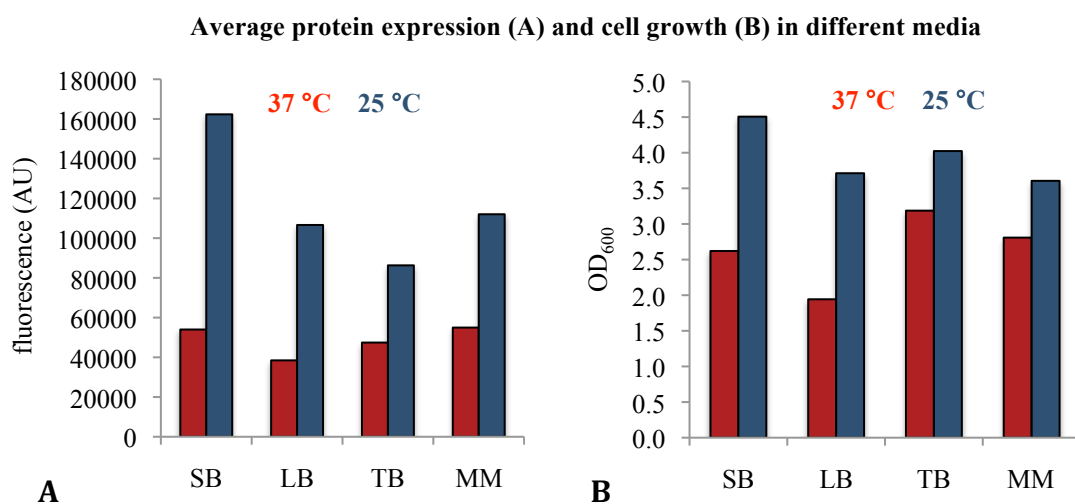 Average protein expression (A) and cell growth (B) in different media
37 °C 25 °C
fluorescence (AU)
180000
160000
140000
120000
100000
80000
60000
40000
20000
0
SB LB TB MM
A
37 °C 25 °C
OD600
5.0
4.5
4.0
3.5
3.0
2.5
2.0
1.5
1.0
0.5
0.0
SB LB TB MM
B